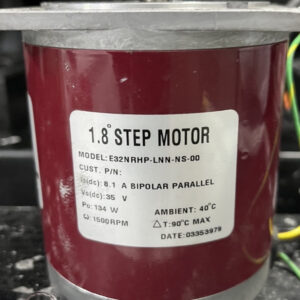 1.8° STEP MOTOR
MODEL: E32NRHP-LNN-NS-00
CUST. P/N:
Is(dc): 8.1 A BIPOLAR PARALLEL
Vs(dc): 35 V
Po: 134 W AMBIENT: 40°C
@ 1500RPM △T: 90°C MAX
DATE: 03353979